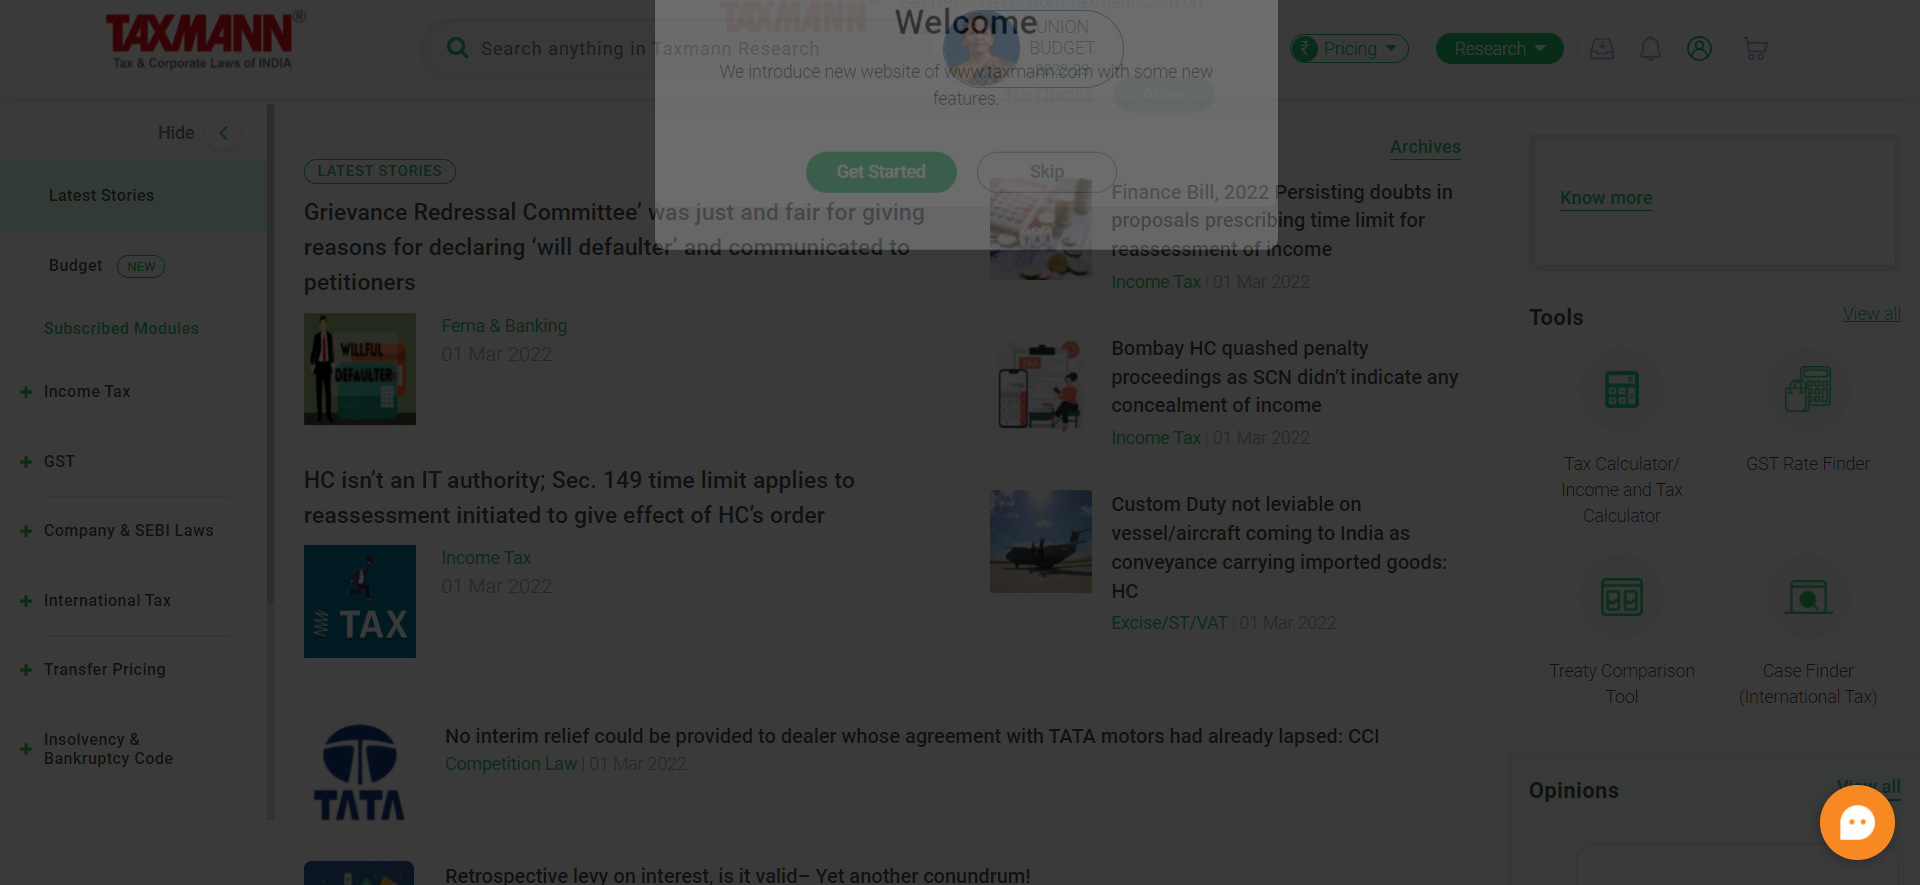 TAXMANN®
Tax & Corporate Laws of INDIA
Search anything in Taxmann Research
TAXMANN
Get News Alerts from Taxmann.com on
Welcome
UNION
BUDGET
We introduce new website of www.taxmann.com with some new
features.
No Thanks
Allow
Get Started
Skip
₹ Pricing
Research
Hide
Latest Stories
Budget NEW
Subscribed Modules
Income Tax
GST
Company & SEBI Laws
International Tax
Transfer Pricing
Insolvency &
Bankruptcy Code
LATEST STORIES
Archives
Grievance Redressal Committee’ was just and fair for giving
reasons for declaring ‘will defaulter’ and communicated to
petitioners
WILLFUL
DEFAULTER
Fema & Banking
01 Mar 2022
HC isn’t an IT authority; Sec. 149 time limit applies to
reassessment initiated to give effect of HC’s order
TAX
Income Tax
01 Mar 2022
Finance Bill, 2022 Persisting doubts in
proposals prescribing time limit for
reassessment of income
Income Tax | 01 Mar 2022
TAX
Bombay HC quashed penalty
proceedings as SCN didn’t indicate any
concealment of income
Income Tax | 01 Mar 2022
Custom Duty not leviable on
vessel/aircraft coming to India as
conveyance carrying imported goods:
HC
Excise/ST/VAT | 01 Mar 2022
TATA
No interim relief could be provided to dealer whose agreement with TATA motors had already lapsed: CCI
Competition Law | 01 Mar 2022
Retrospective levy on interest, is it valid– Yet another conundrum!
Know more
Tools
View all
Tax Calculator/
Income and Tax
Calculator
GST Rate Finder
Treaty Comparison
Tool
Case Finder
(International Tax)
Opinions
View all